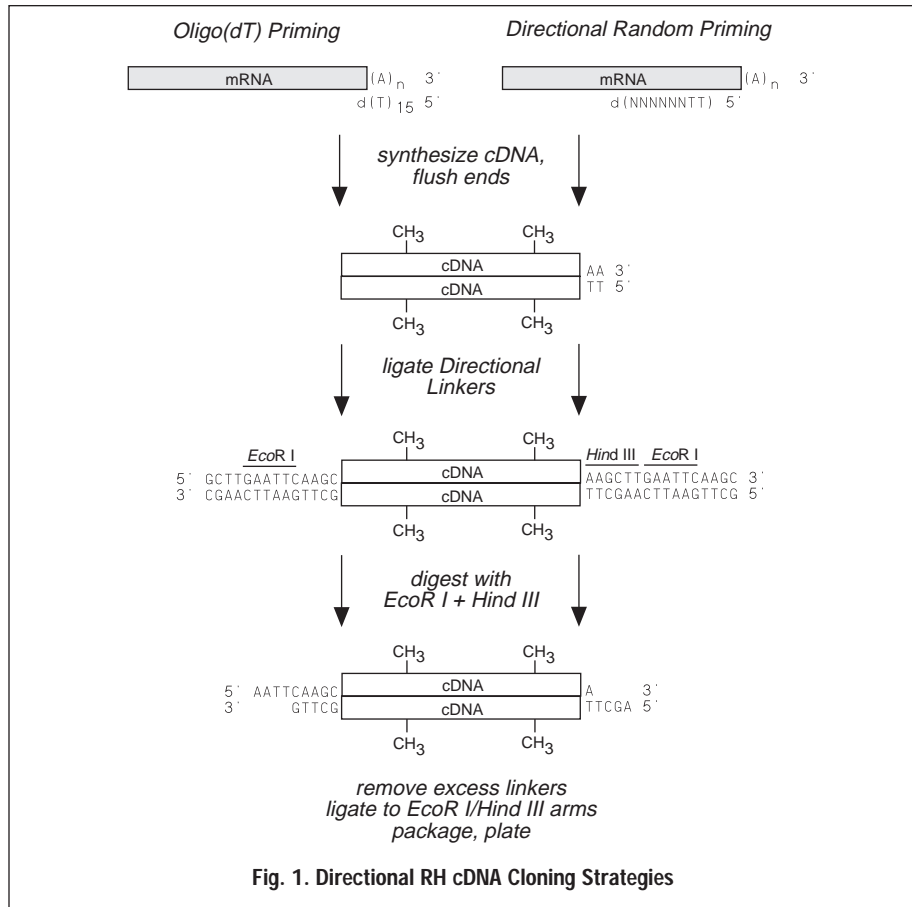 Oligo(dT) Priming
Directional Random Priming
mRNA (A)n 3'
d(T)15 5'
mRNA (A)n 3'
d(NNNNNNTT) 5'
synthesize cDNA,
flush ends
CH3 CH3
cDNA AA 3'
cDNA TT 5'
CH3 CH3
ligate Directional
Linkers
CH3 CH3
EcoR I Hind III EcoR I
5' GCTTGAATTCAAGC cDNA AAGCTTGAATTCAAGC 3'
3' CGAACTTAAGTTCG cDNA TTCGAACTTAAGTTCG 5'
CH3 CH3
digest with
EcoR I + Hind III
CH3 CH3
5' AATTCAAGC cDNA A 3'
3' GTTCG cDNA TTCGA 5'
CH3 CH3
remove excess linkers
ligate to EcoR I/Hind III arms
package, plate
Fig. 1. Directional RH cDNA Cloning Strategies